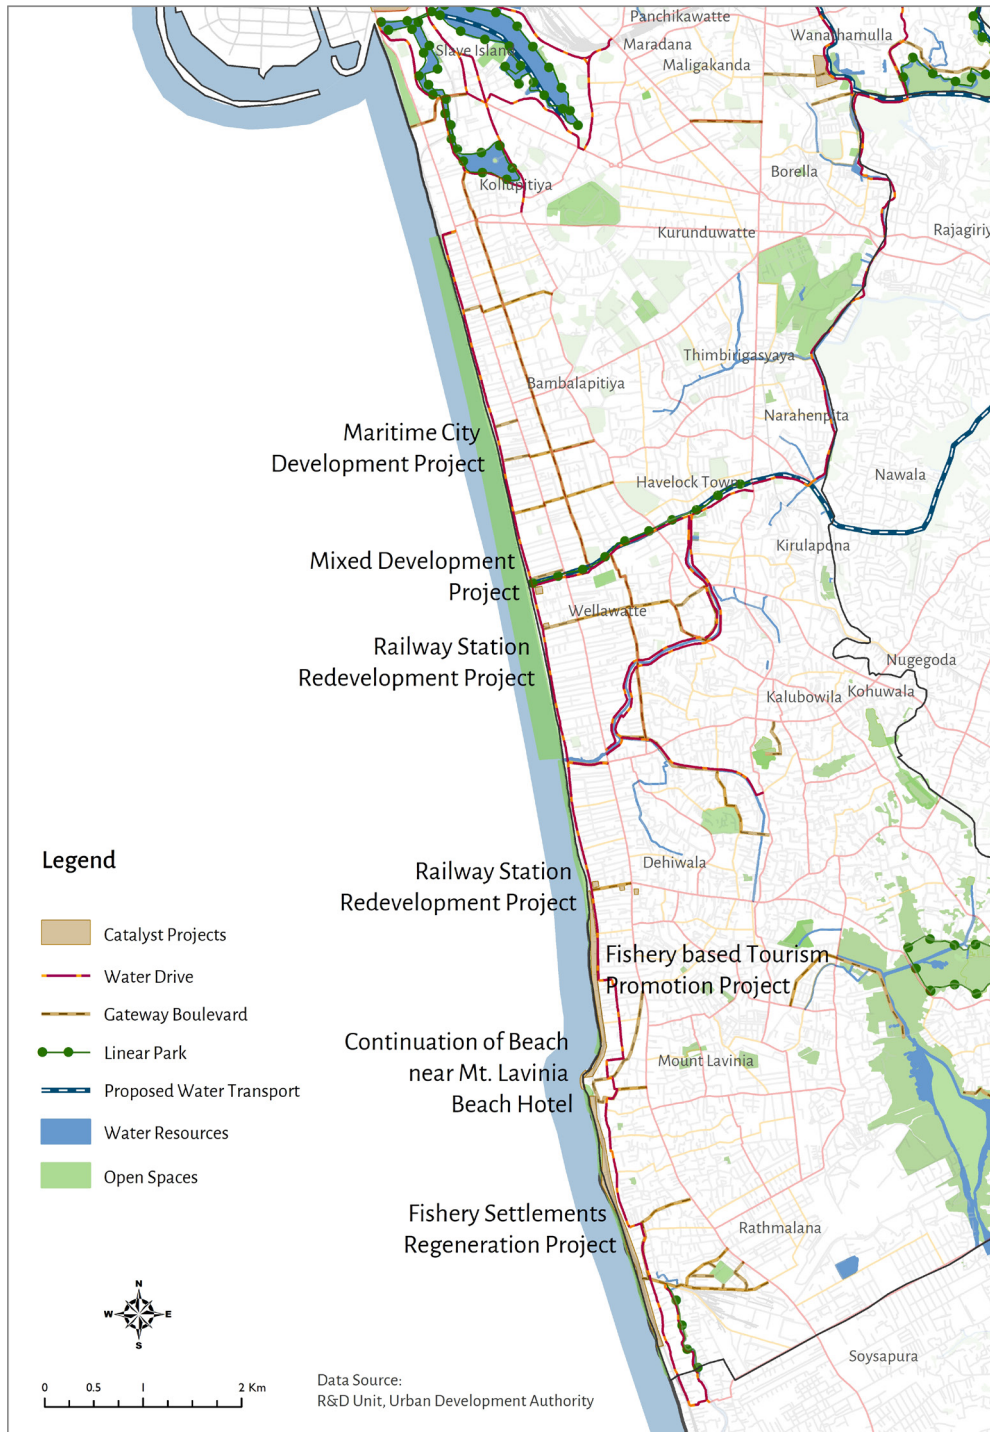 Panchikawatte
Wanathamulla
Slave Island
Maradana
Maligakanda
Borella
Kollupitiya
Kurunduwatte
Rajagiriy
Thimbirigasyaya
Bambalapitiya
Narahenpita
Maritime City
Development Project
Havelock Town
Nawala
Kirulapona
Mixed Development
Project
Wellawatte
Railway Station
Redevelopment Project
Nugegoda
Kalubowila
Kohuwala
Legend
Dehiwala
Railway Station
Redevelopment Project
Catalyst Projects
Fishery based Tourism
Promotion Project
Water Drive
Gateway Boulevard
Continuation of Beach
near Mt. Lavinia
Beach Hotel
Linear Park
Mount Lavinia
Proposed Water Transport
Water Resources
Open Spaces
Fishery Settlements
Regeneration Project
Rathmalana
N
W E
S
Soysapura
0 0.5 1 2 Km
Data Source:
R&D Unit, Urban Development Authority